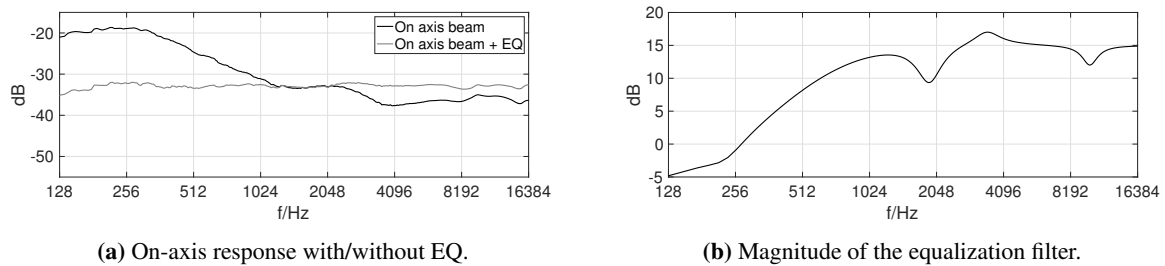 -20
-30
-40
-50
dB
On axis beam
On axis beam + EQ
128 256 512 1024 2048 4096 8192 16384
f/Hz
(a) On-axis response with/without EQ.
20
15
10
5
0
-5
dB
128 256 512 1024 2048 4096 8192 16384
f/Hz
(b) Magnitude of the equalization filter.